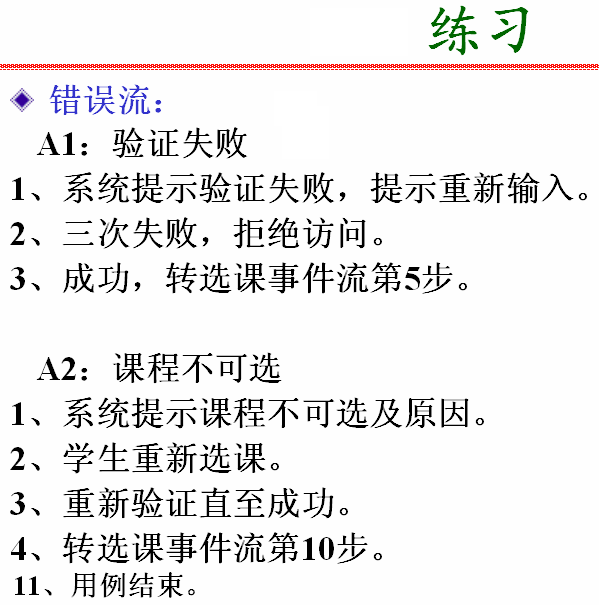 练习
错误流：
A1：验证失败
1、系统提示验证失败，提示重新输入。
2、三次失败，拒绝访问。
3、成功，转选课事件流第5步。
A2：课程不可选
1、系统提示课程不可选及原因。
2、学生重新选课。
3、重新验证直至成功。
4、转选课事件流第10步。
11、用例结束。